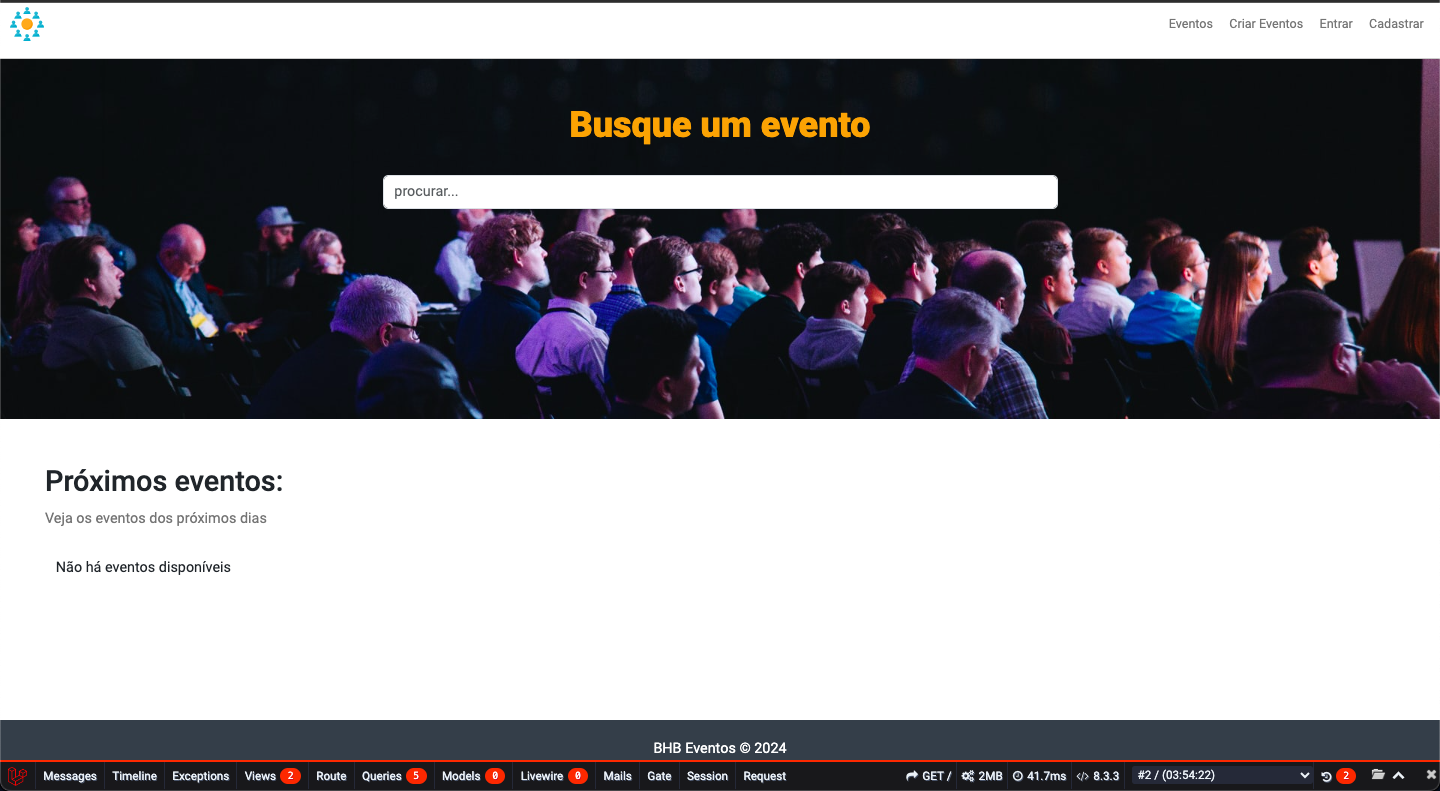 Eventos Criar Eventos Entrar Cadastrar
Busque um evento
procurar...
Próximos eventos:
Veja os eventos dos próximos dias
Não há eventos disponíveis
BHB Eventos © 2024
Messages Timeline Exceptions Views 2 Route Queries 5 Models 0 Livewire 0 Mails Gate Session Request GET / 2MB 41.7ms 8.3.3 #2 / (03:54:22) 2